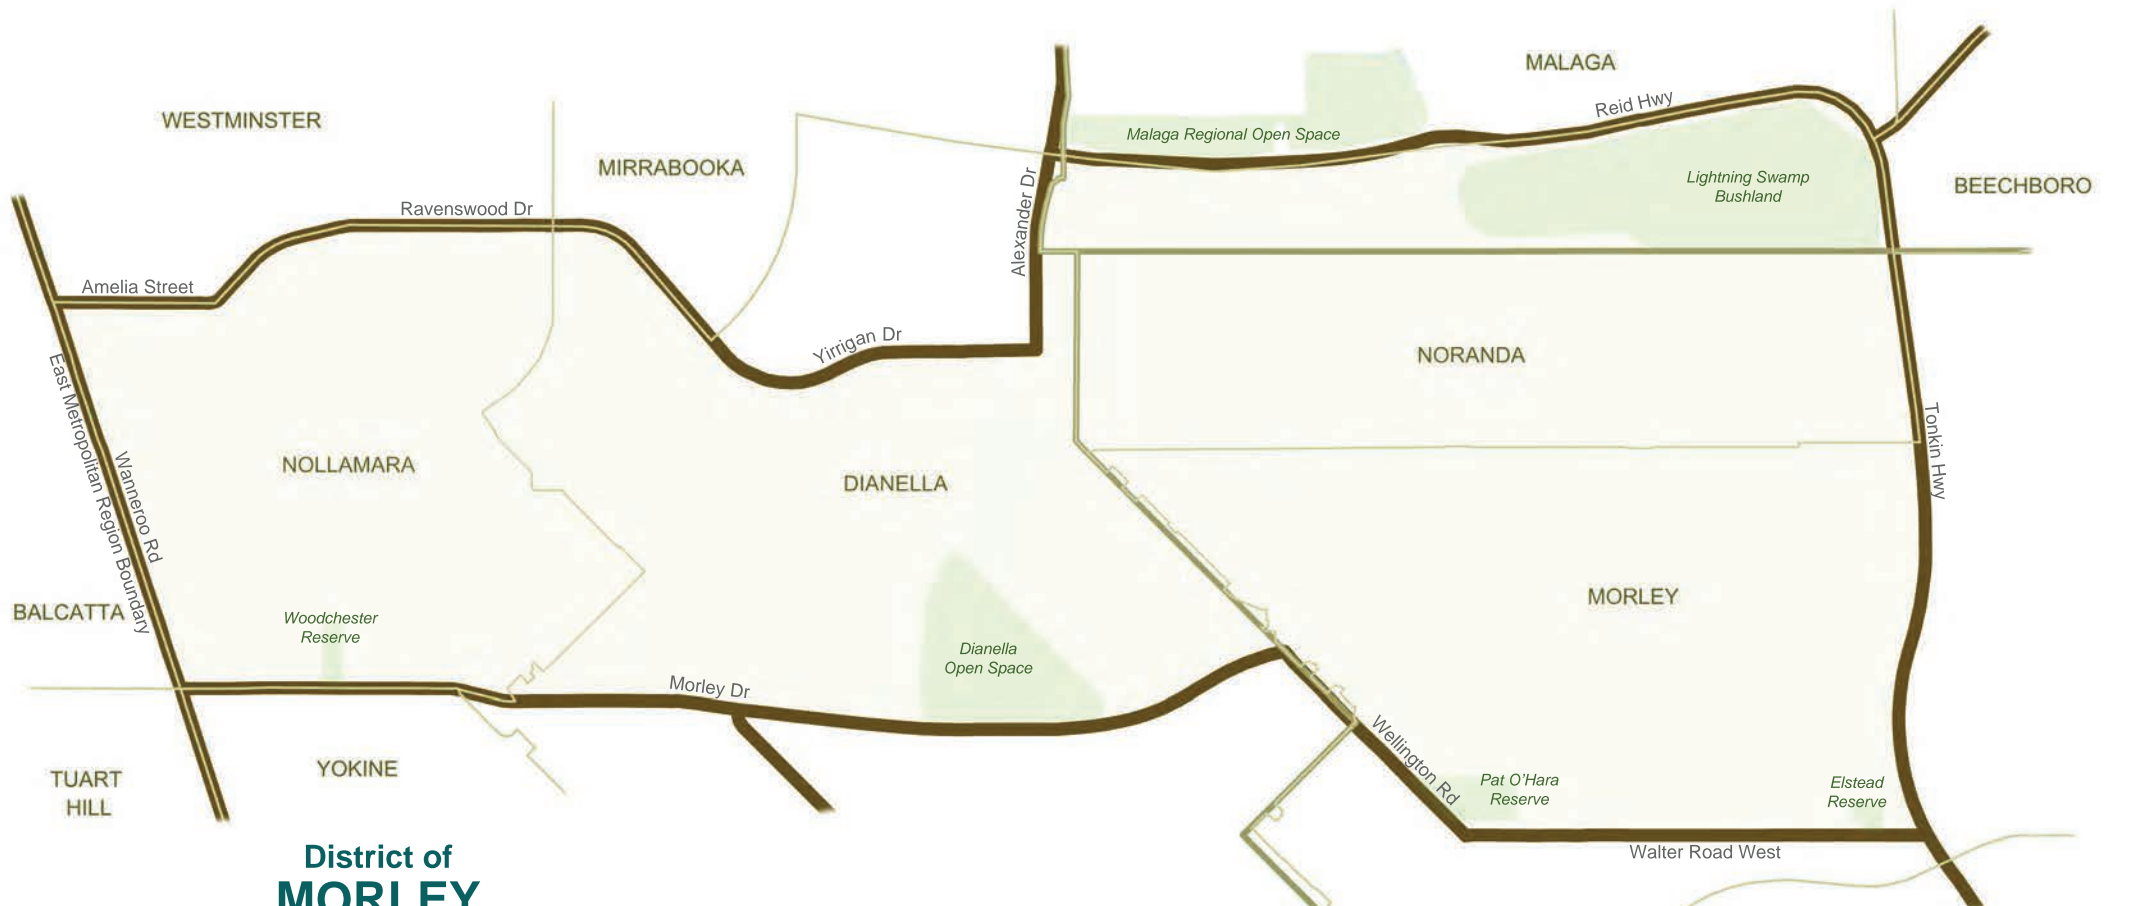 MALAGA
WESTMINSTER
Reid Hwy
Malaga Regional Open Space
MIRRABOOKA
Lightning Swamp
Bushland
BEECHBORO
Ravenswood Dr
Alexander Dr
Amelia Street
Yirrigan Dr
NORANDA
East Metropolitan Region Boundary
Wanneroo Rd
Tonkin Hwy
NOLLAMARA
DIANELLA
MORLEY
BALCATTA
Woodchester
Reserve
Dianella
Open Space
Morley Dr
Wellington Rd
YOKINE
TUART
HILL
Pat O'Hara
Reserve
Elstead
Reserve
Walter Road West
District of
MORLEY